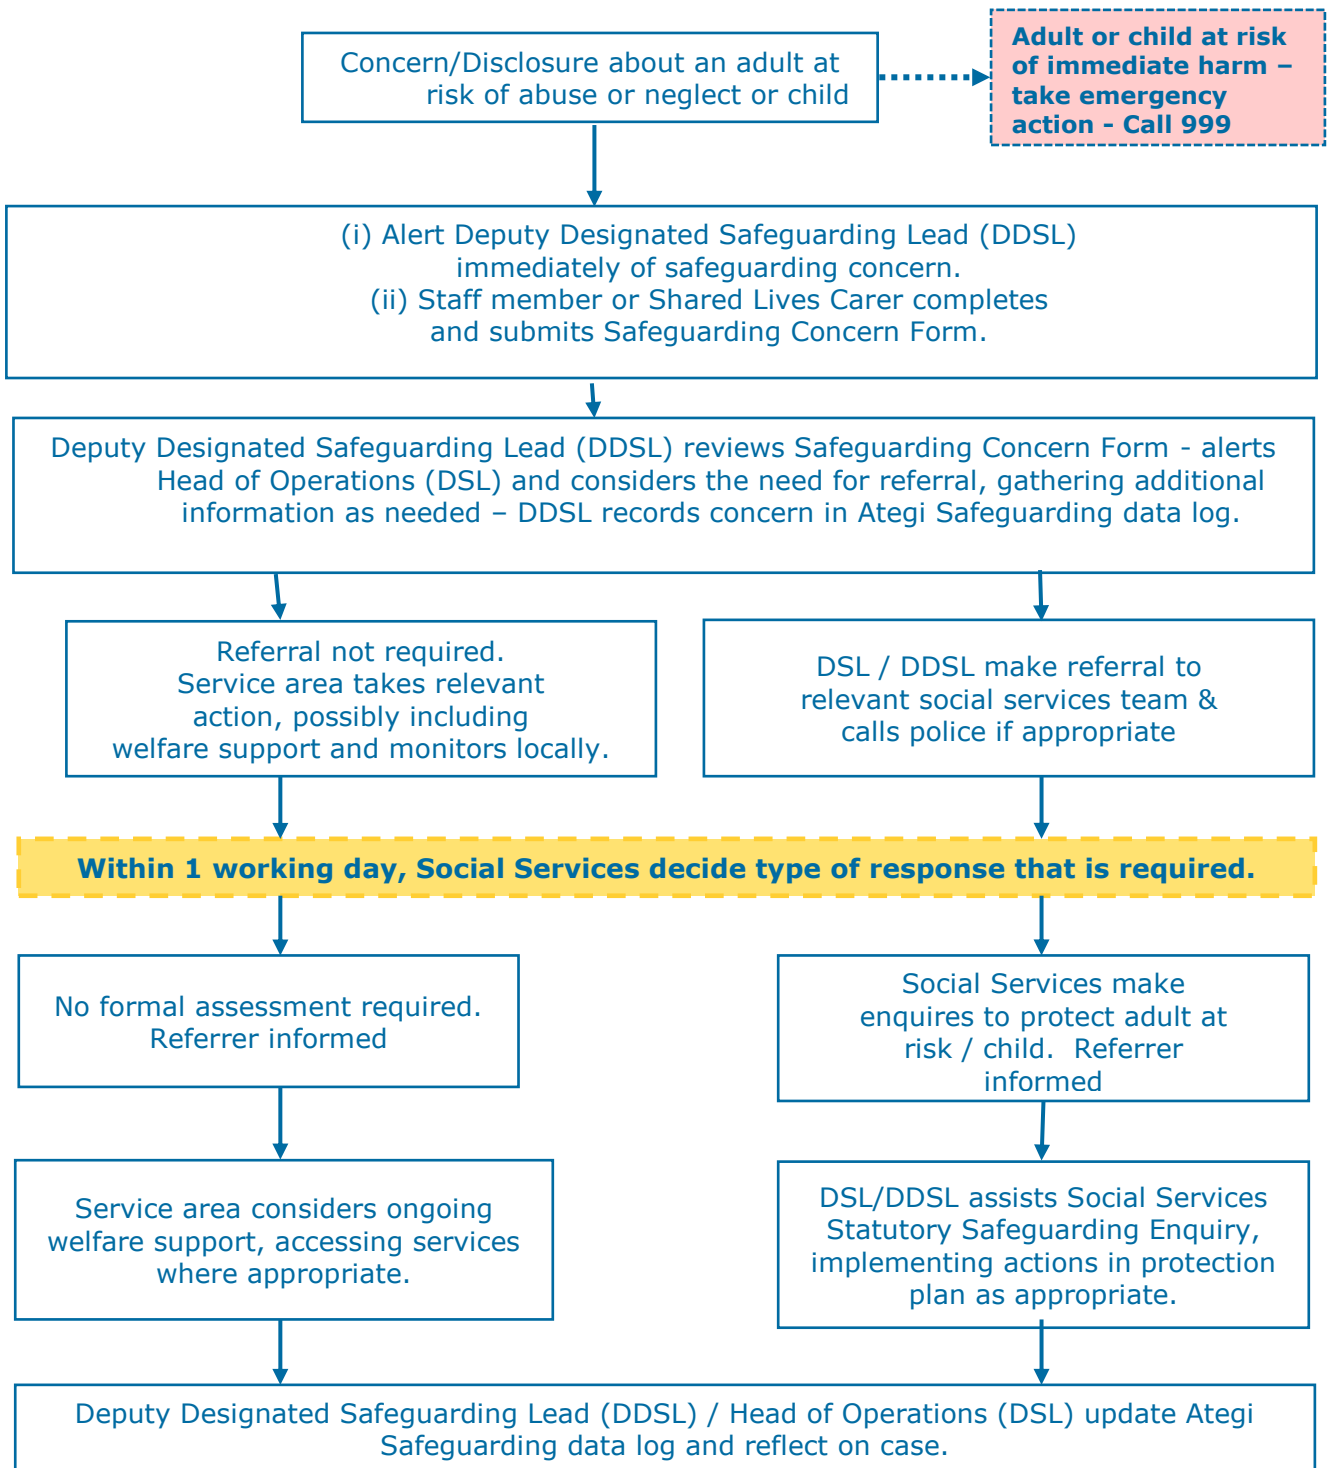 Concern/Disclosure about an adult at
risk of abuse or neglect or child
Adult or child at risk
of immediate harm –
take emergency
action - Call 999
(i) Alert Deputy Designated Safeguarding Lead (DDSL)
immediately of safeguarding concern.
(ii) Staff member or Shared Lives Carer completes
and submits Safeguarding Concern Form.
Deputy Designated Safeguarding Lead (DDSL) reviews Safeguarding Concern Form - alerts
Head of Operations (DSL) and considers the need for referral, gathering additional
information as needed – DDSL records concern in Ategi Safeguarding data log.
Referral not required.
Service area takes relevant
action, possibly including
welfare support and monitors locally.
DSL / DDSL make referral to
relevant social services team &
calls police if appropriate
Within 1 working day, Social Services decide type of response that is required.
No formal assessment required.
Referrer informed
Social Services make
enquires to protect adult at
risk / child.  Referrer
informed
Service area considers ongoing
welfare support, accessing services
where appropriate.
DSL/DDSL assists Social Services
Statutory Safeguarding Enquiry,
implementing actions in protection
plan as appropriate.
Deputy Designated Safeguarding Lead (DDSL) / Head of Operations (DSL) update Ategi
Safeguarding data log and reflect on case.